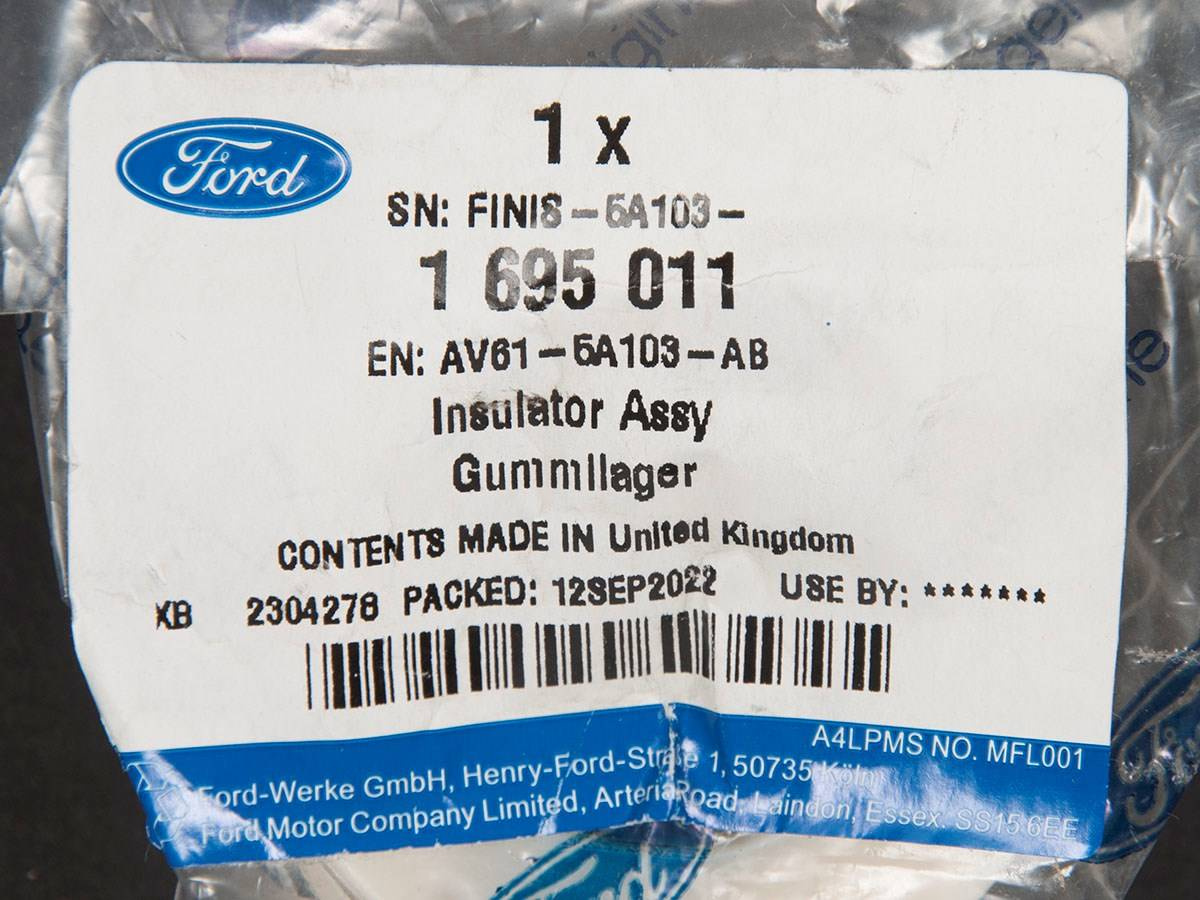 Ford
1 x
SN: FINIS-5A103-
1 695 011
EN: AV61-5A103-AB
Insulator Assy
Gummilager
CONTENTS MADE IN United Kingdom
XB 2304278 PACKED: 12SEP2022 USE BY: *******
A4LPMS NO. MFL001
Ford-Werke GmbH, Henry-Ford-Straße 1, 50735 Köln
Ford Motor Company Limited, Arterial Road, Laindon, Essex. SS15 6EE
Ford